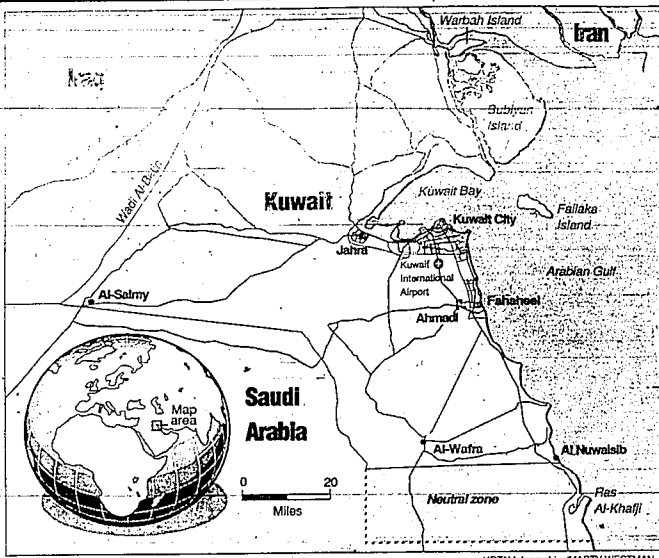 Warbah Island
Iran
Iraq
Bubiyan
Island
Wadi Al-Batin
Kuwait Bay
Kuwait
Kuwait City
Failaka
Island
Jahra
Kuwait
International
Airport
Arabian Gulf
Al-Salmy
Fahaheel
Ahmadi
Map
area
Saudi
Arabia
Al-Wafra
Al Nuwaisib
0
20
Miles
Neutral zone
Ras
Al-Khafji